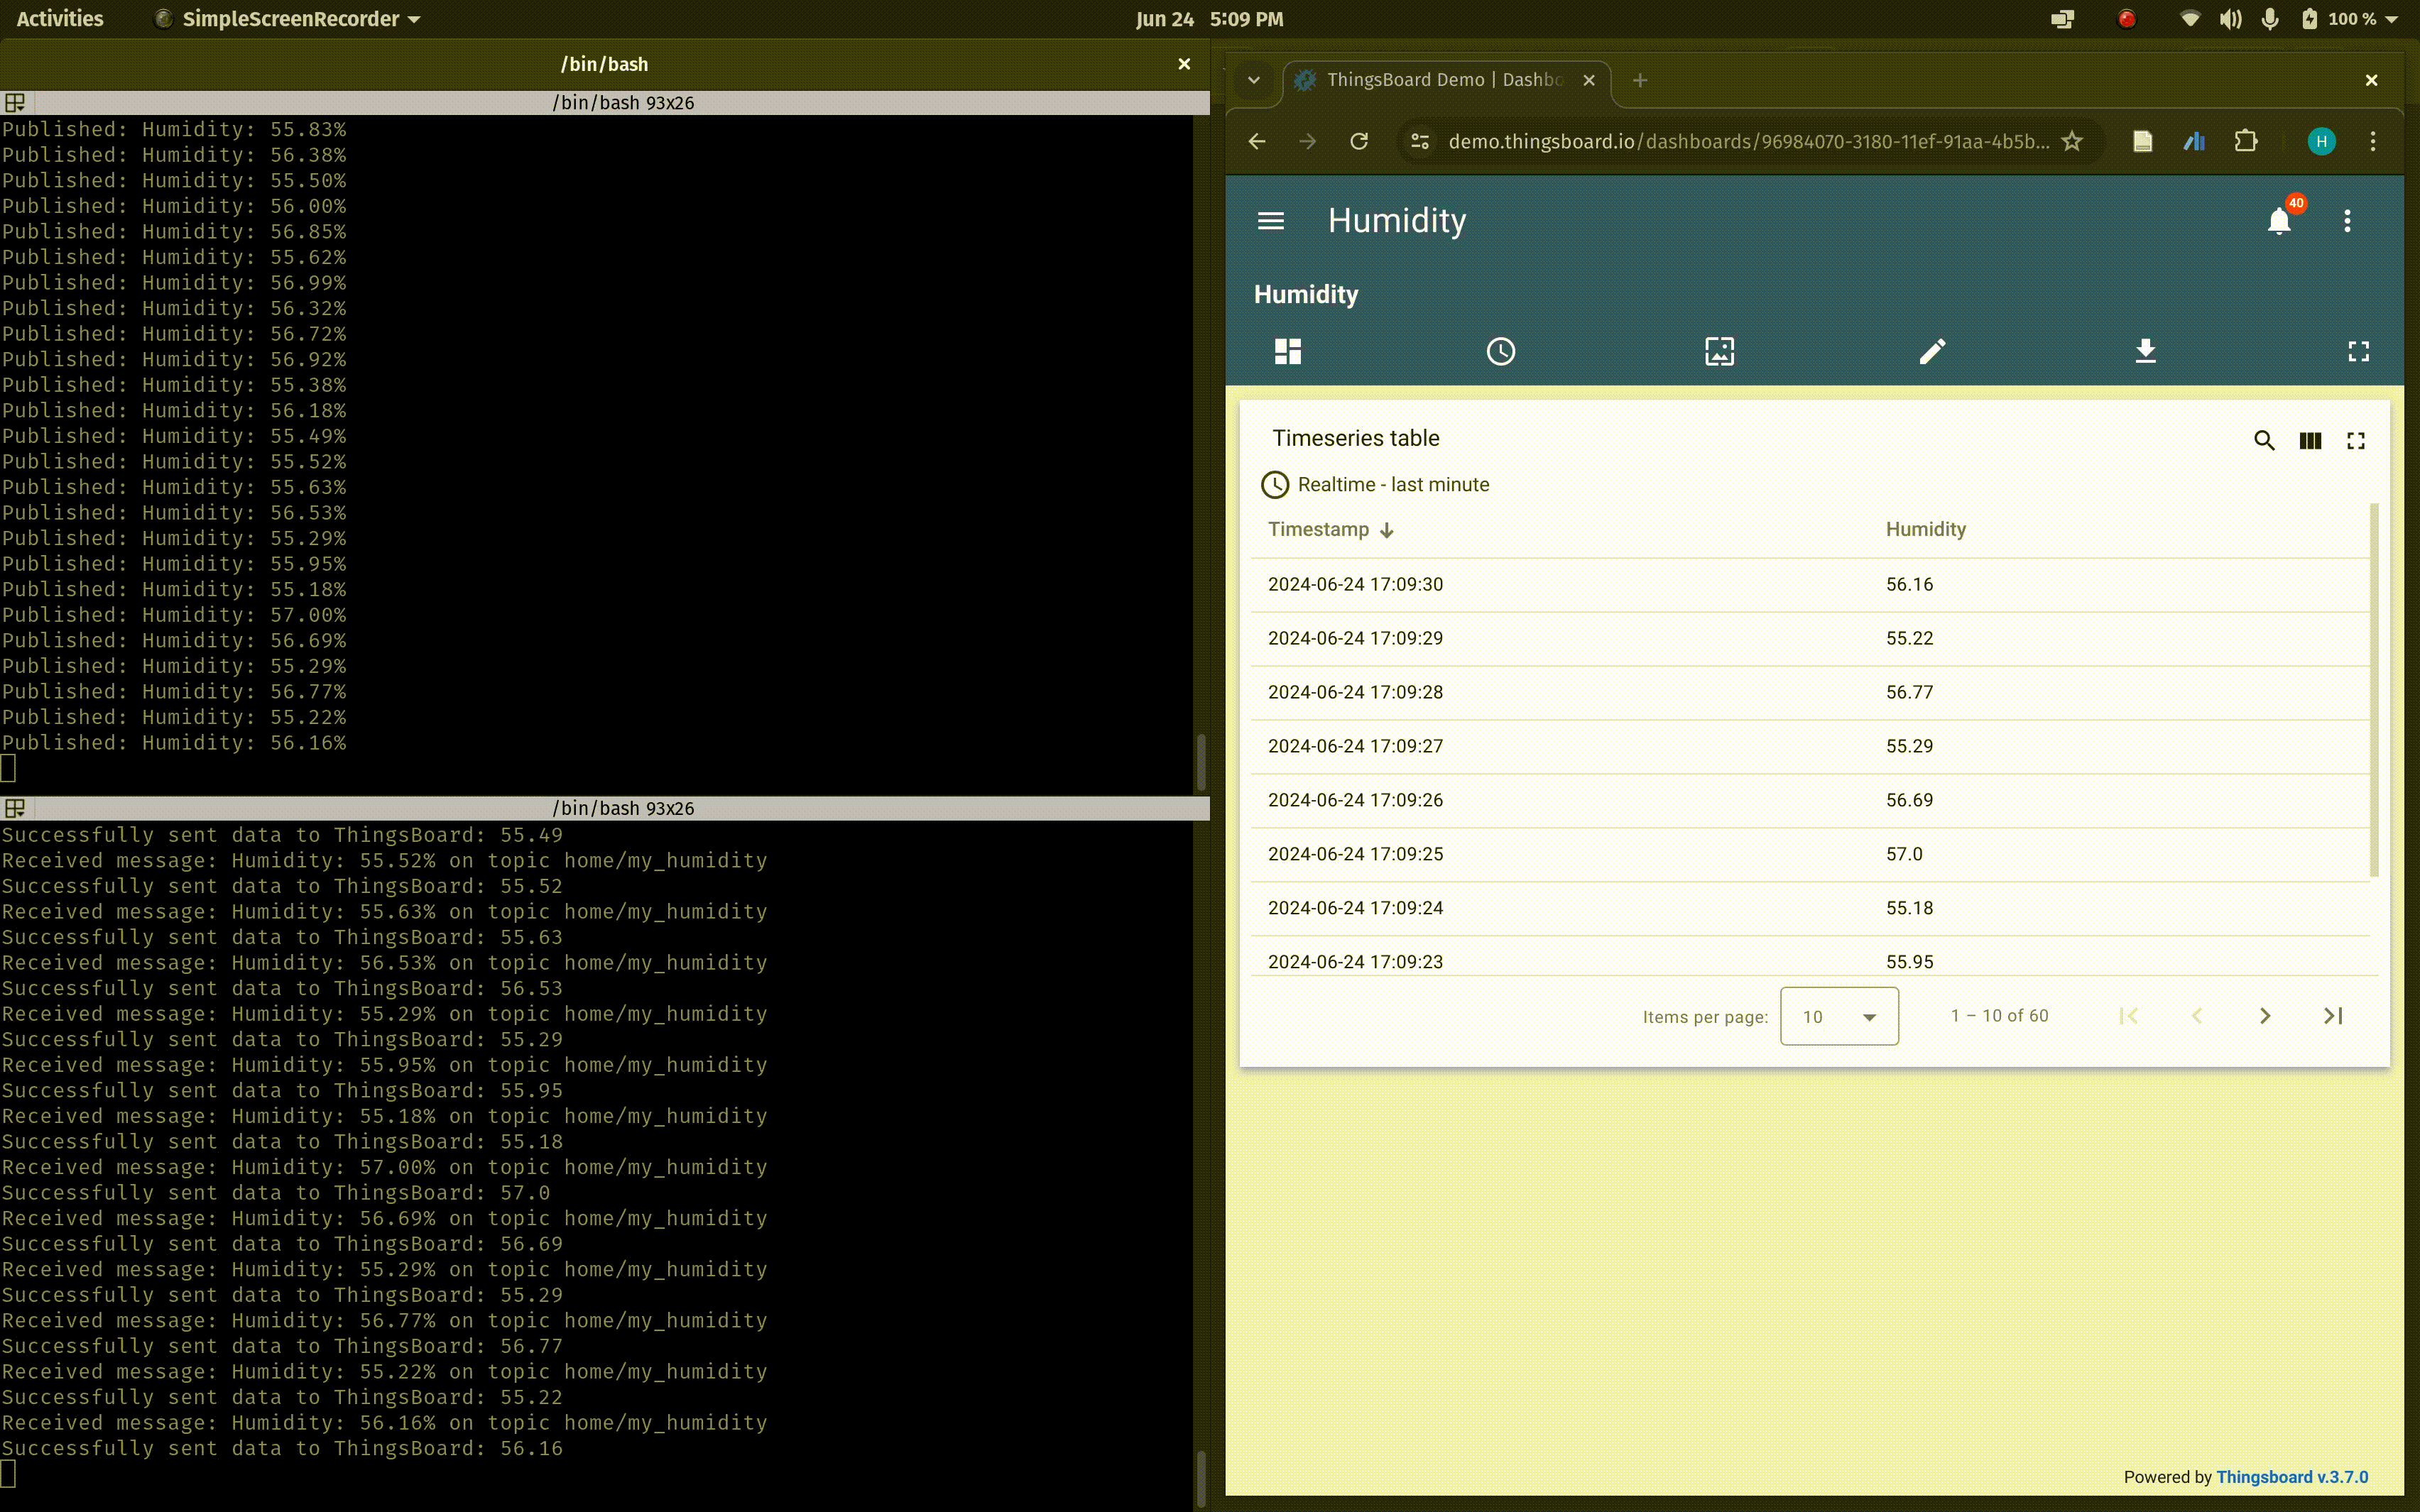 Activities SimpleScreenRecorder Jun 24 5:09 PM 100 %
/bin/bash
/bin/bash 93x26
Published: Humidity: 55.83%
Published: Humidity: 56.38%
Published: Humidity: 55.50%
Published: Humidity: 56.00%
Published: Humidity: 56.85%
Published: Humidity: 55.62%
Published: Humidity: 56.99%
Published: Humidity: 56.32%
Published: Humidity: 56.72%
Published: Humidity: 56.92%
Published: Humidity: 55.38%
Published: Humidity: 56.18%
Published: Humidity: 55.49%
Published: Humidity: 55.52%
Published: Humidity: 55.63%
Published: Humidity: 56.53%
Published: Humidity: 55.29%
Published: Humidity: 55.95%
Published: Humidity: 55.18%
Published: Humidity: 57.00%
Published: Humidity: 56.69%
Published: Humidity: 55.29%
Published: Humidity: 56.77%
Published: Humidity: 55.22%
Published: Humidity: 56.16%
/bin/bash 93x26
Successfully sent data to ThingsBoard: 55.49
Received message: Humidity: 55.52% on topic home/my_humidity
Successfully sent data to ThingsBoard: 55.52
Received message: Humidity: 55.63% on topic home/my_humidity
Successfully sent data to ThingsBoard: 55.63
Received message: Humidity: 56.53% on topic home/my_humidity
Successfully sent data to ThingsBoard: 56.53
Received message: Humidity: 55.29% on topic home/my_humidity
Successfully sent data to ThingsBoard: 55.29
Received message: Humidity: 55.95% on topic home/my_humidity
Successfully sent data to ThingsBoard: 55.95
Received message: Humidity: 55.18% on topic home/my_humidity
Successfully sent data to ThingsBoard: 55.18
Received message: Humidity: 57.00% on topic home/my_humidity
Successfully sent data to ThingsBoard: 57.0
Received message: Humidity: 56.69% on topic home/my_humidity
Successfully sent data to ThingsBoard: 56.69
Received message: Humidity: 55.29% on topic home/my_humidity
Successfully sent data to ThingsBoard: 55.29
Received message: Humidity: 56.77% on topic home/my_humidity
Successfully sent data to ThingsBoard: 56.77
Received message: Humidity: 55.22% on topic home/my_humidity
Successfully sent data to ThingsBoard: 55.22
Received message: Humidity: 56.16% on topic home/my_humidity
Successfully sent data to ThingsBoard: 56.16
ThingsBoard Demo | Dashbo
demo.thingsboard.io/dashboards/96984070-3180-11ef-91aa-4b5b... H
Humidity 40
Humidity
Timeseries table
Realtime - last minute
Timestamp Humidity
2024-06-24 17:09:30 56.16
2024-06-24 17:09:29 55.22
2024-06-24 17:09:28 56.77
2024-06-24 17:09:27 55.29
2024-06-24 17:09:26 56.69
2024-06-24 17:09:25 57.0
2024-06-24 17:09:24 55.18
2024-06-24 17:09:23 55.95
Items per page: 10 1 – 10 of 60
Powered by Thingsboard v.3.7.0